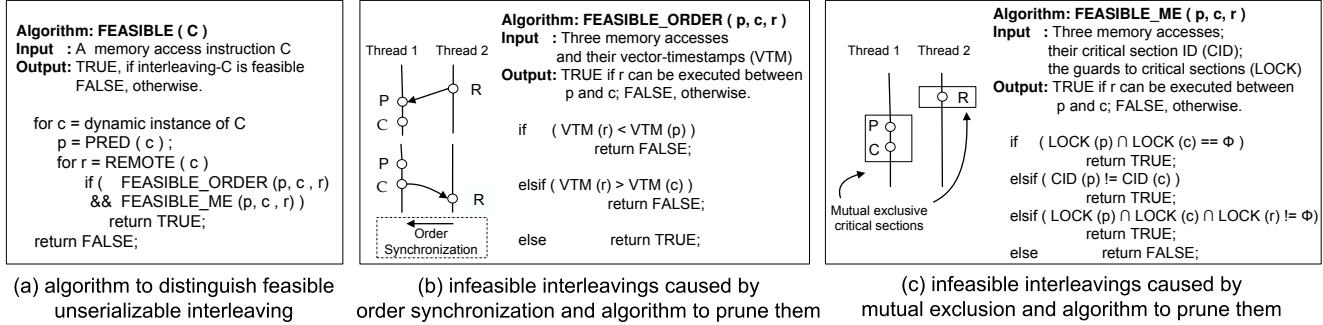 Algorithm: FEASIBLE ( C )
Input : A memory access instruction C
Output: TRUE, if interleaving-C is feasible
FALSE, otherwise.
for c = dynamic instance of C
p = PRED ( c ) ;
for r = REMOTE ( c )
if ( FEASIBLE_ORDER (p, c , r)
&& FEASIBLE_ME (p, c , r) )
return TRUE;
return FALSE;
(a) algorithm to distinguish feasible
unserializable interleaving
Thread 1 Thread 2
P
R
C
P
C
R
Order
Synchronization
Algorithm: FEASIBLE_ORDER ( p, c, r )
Input : Three memory accesses
and their vector-timestamps (VTM)
Output: TRUE if r can be executed between
p and c; FALSE, otherwise.
if ( VTM (r) < VTM (p) )
return FALSE;
elsif ( VTM (r) > VTM (c) )
return FALSE;
else return TRUE;
(b) infeasible interleavings caused by
order synchronization and algorithm to prune them
Thread 1 Thread 2
R
P
C
Mutual exclusive
critical sections
Algorithm: FEASIBLE_ME ( p, c, r )
Input : Three memory accesses;
their critical section ID (CID);
the guards to critical sections (LOCK)
Output: TRUE if r can be executed between
p and c; FALSE, otherwise.
if ( LOCK (p) ∩ LOCK (c) == Φ )
return TRUE;
elsif ( CID (p) != CID (c) )
return TRUE;
elsif ( LOCK (p) ∩ LOCK (c) ∩ LOCK (r) != Φ)
return TRUE;
else return FALSE;
(c) infeasible interleavings caused by
mutual exclusion and algorithm to prune them